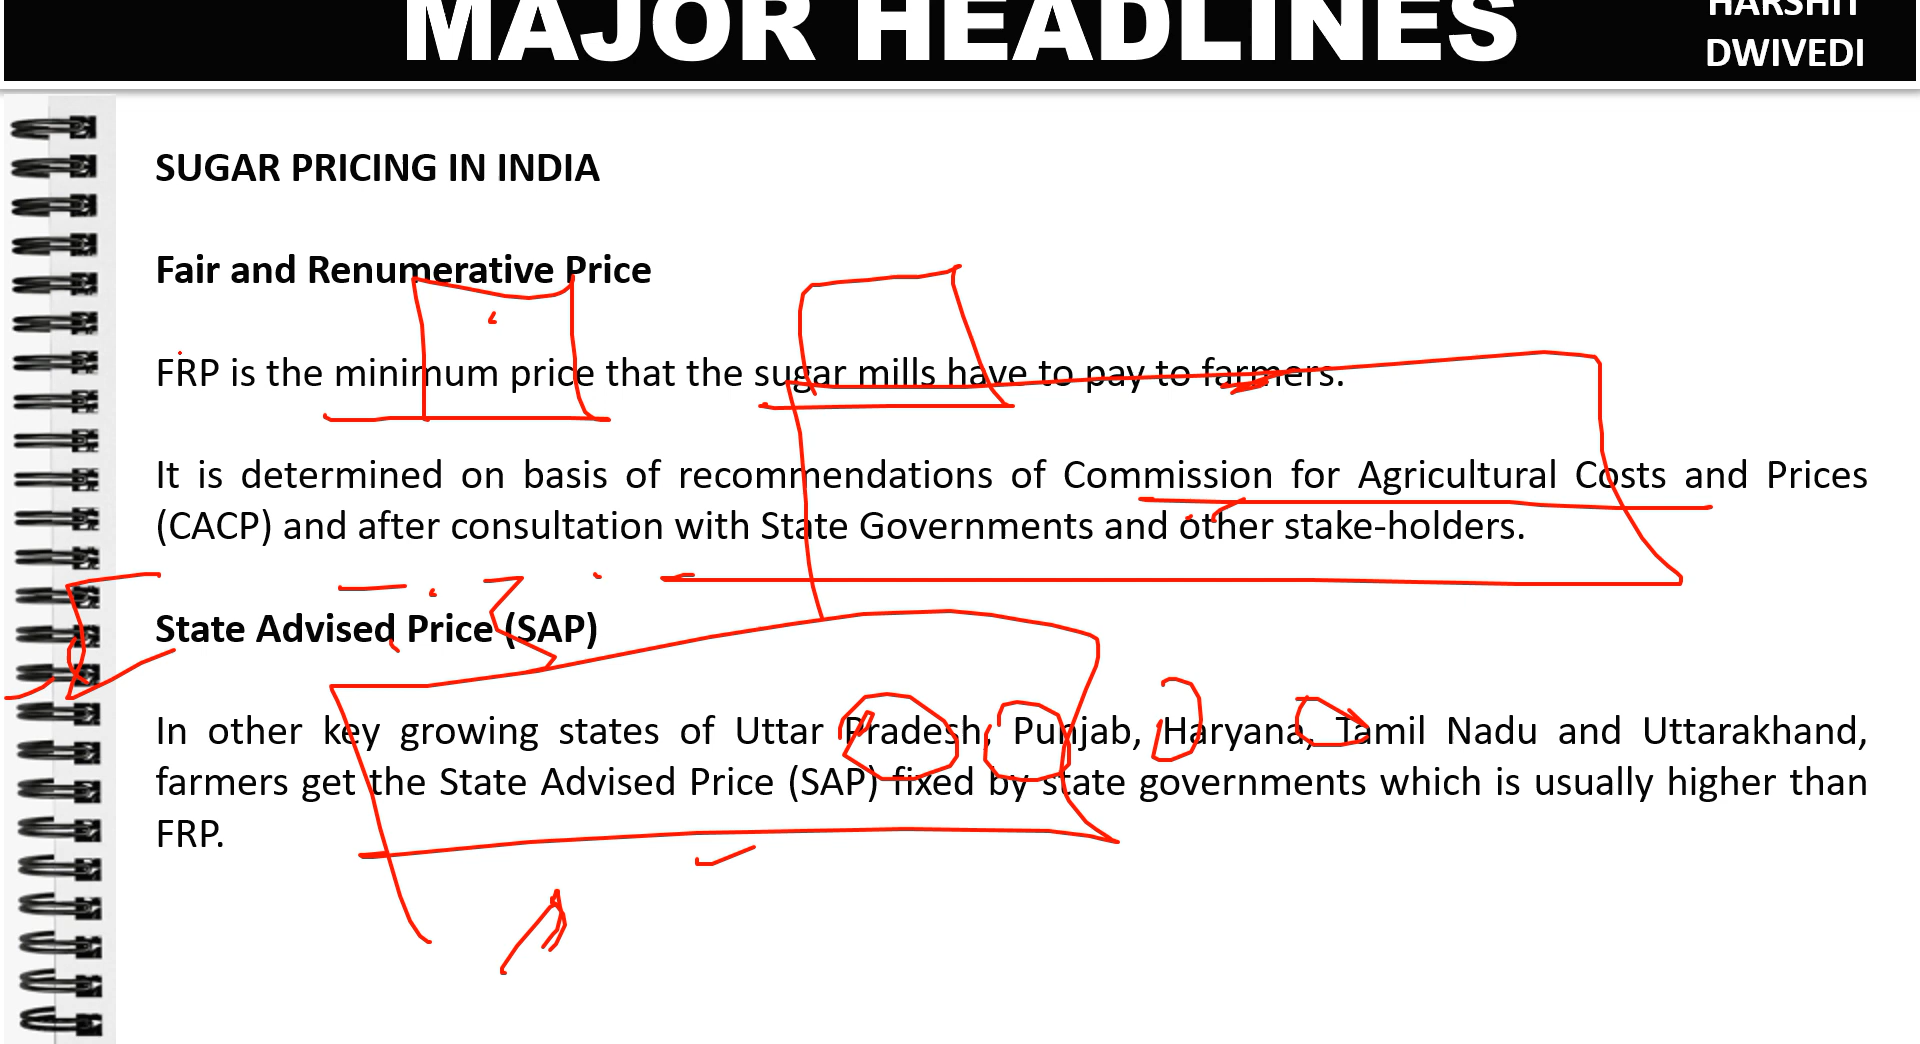 MAJOR HEADLINES
HARSHIT
DWIVEDI
SUGAR PRICING IN INDIA
Fair and Renumerative Price
FRP is the minimum price that the sugar mills have to pay to farmers.
It is determined on basis of recommendations of Commission for Agricultural Costs and Prices
(CACP) and after consultation with State Governments and other stake-holders.
State Advised Price (SAP)
In other key growing states of Uttar Pradesh, Punjab, Haryana, Tamil Nadu and Uttarakhand,
farmers get the State Advised Price (SAP) fixed by state governments which is usually higher than
FRP.